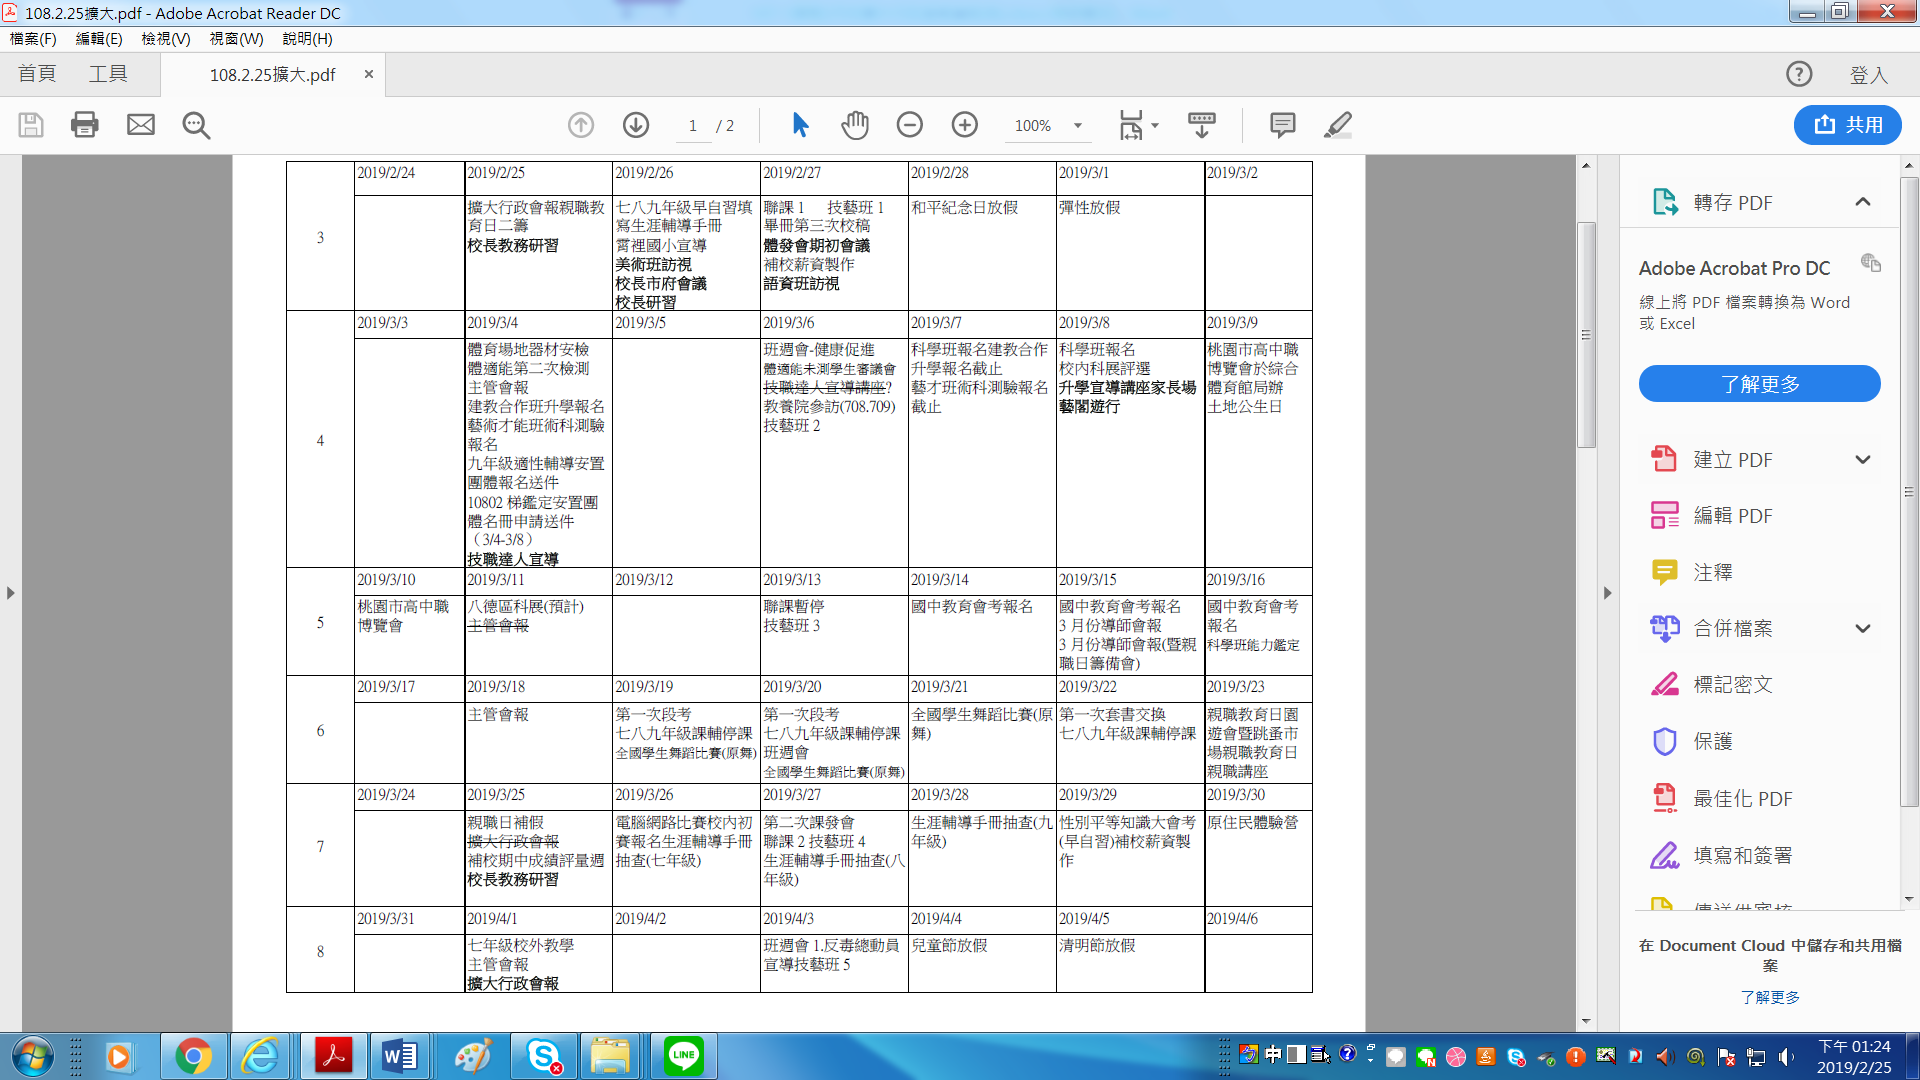 108.2.25擴大.pdf - Adobe Acrobat Reader DC
檔案(F) 編輯(E) 檢視(V) 視窗(W) 說明(H)
首頁 工具 108.2.25擴大.pdf × 登入
1 / 2 100% 共用
2019/2/24 2019/2/25 2019/2/26 2019/2/27 2019/2/28 2019/3/1 2019/3/2
3
擴大行政會報親職教
育日二籌
校長教務研習
七八九年級早自習填
寫生涯輔導手冊
霄裡國小宣導
美術班訪視
校長市府會議
校長研習
聯課 1 技藝班 1
畢冊第三次校稿
體發會期初會議
補校薪資製作
語資班訪視
和平紀念日放假
彈性放假
2019/3/3 2019/3/4 2019/3/5 2019/3/6 2019/3/7 2019/3/8 2019/3/9
4
體育場地器材安檢
體適能第二次檢測
主管會報
建教合作班升學報名
藝術才能班術科測驗
報名
九年級適性輔導安置
團體報名送件
10802 梯鑑定安置團
體名冊申請送件
（3/4-3/8）
技職達人宣導
班週會-健康促進
體適能未測學生審議會
技職達人宣導講座?
教養院參訪(708.709)
技藝班 2
科學班報名建教合作
升學報名截止
藝才班術科測驗報名
截止
科學班報名
校內科展評選
升學宣導講座家長場
藝閣遊行
桃園市高中職
博覽會於綜合
體育館局辦
土地公生日
2019/3/10 2019/3/11 2019/3/12 2019/3/13 2019/3/14 2019/3/15 2019/3/16
5
桃園市高中職
博覽會
八德區科展(預計)
主管會報
聯課暫停
技藝班 3
國中教育會考報名
國中教育會考報名
3 月份導師會報
3 月份導師會報(暨親
職日籌備會)
國中教育會考
報名
科學班能力鑑定
2019/3/17 2019/3/18 2019/3/19 2019/3/20 2019/3/21 2019/3/22 2019/3/23
6
主管會報
第一次段考
七八九年級課輔停課
全國學生舞蹈比賽(原舞)
第一次段考
七八九年級課輔停課
班週會
全國學生舞蹈比賽(原舞)
全國學生舞蹈比賽(原
舞)
第一次套書交換
七八九年級課輔停課
親職教育日園
遊會暨跳蚤市
場親職教育日
親職講座
2019/3/24 2019/3/25 2019/3/26 2019/3/27 2019/3/28 2019/3/29 2019/3/30
7
親職日補假
擴大行政會報
補校期中成績評量週
校長教務研習
電腦網路比賽校內初
賽報名生涯輔導手冊
抽查(七年級)
第二次課發會
聯課 2 技藝班 4
生涯輔導手冊抽查(八
年級)
生涯輔導手冊抽查(九
年級)
性別平等知識大會考
(早自習)補校薪資製
作
原住民體驗營
2019/3/31 2019/4/1 2019/4/2 2019/4/3 2019/4/4 2019/4/5 2019/4/6
8
七年級校外教學
主管會報
擴大行政會報
班週會 1.反毒總動員
宣導技藝班 5
兒童節放假
清明節放假
轉存 PDF
Adobe Acrobat Pro DC
線上將 PDF 檔案轉換為 Word
或 Excel
了解更多
建立 PDF
編輯 PDF
注釋
合併檔案
標記密文
保護
最佳化 PDF
填寫和簽署
在 Document Cloud 中儲存和共用檔
案
了解更多
LINE
中
下午 01:24
2019/2/25